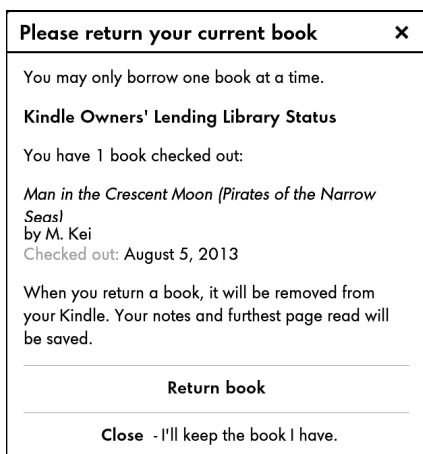 Please return your current book
You may only borrow one book at a time.
Kindle Owners' Lending Library Status
You have 1 book checked out:
Man in the Crescent Moon (Pirates of the Narrow
Seas)
by M. Kei
Checked out: August 5, 2013
When you return a book, it will be removed from
your Kindle. Your notes and furthest page read will
be saved.
Return book
Close - I'll keep the book I have.